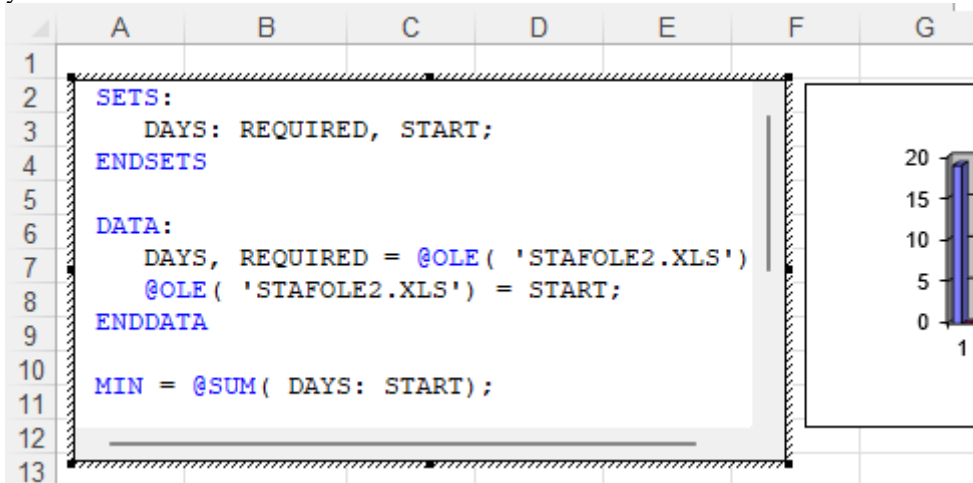 A B C D E F G
1
2 SETS:
3 DAYS: REQUIRED, START;
4 ENDSETS
5
6 DATA:
7 DAYS, REQUIRED = @OLE( 'STAFOLE2.XLS')
8 @OLE( 'STAFOLE2.XLS') = START;
9 ENDDATA
10
11 MIN = @SUM( DAYS: START);
12
13
20
15
10
5
0
1